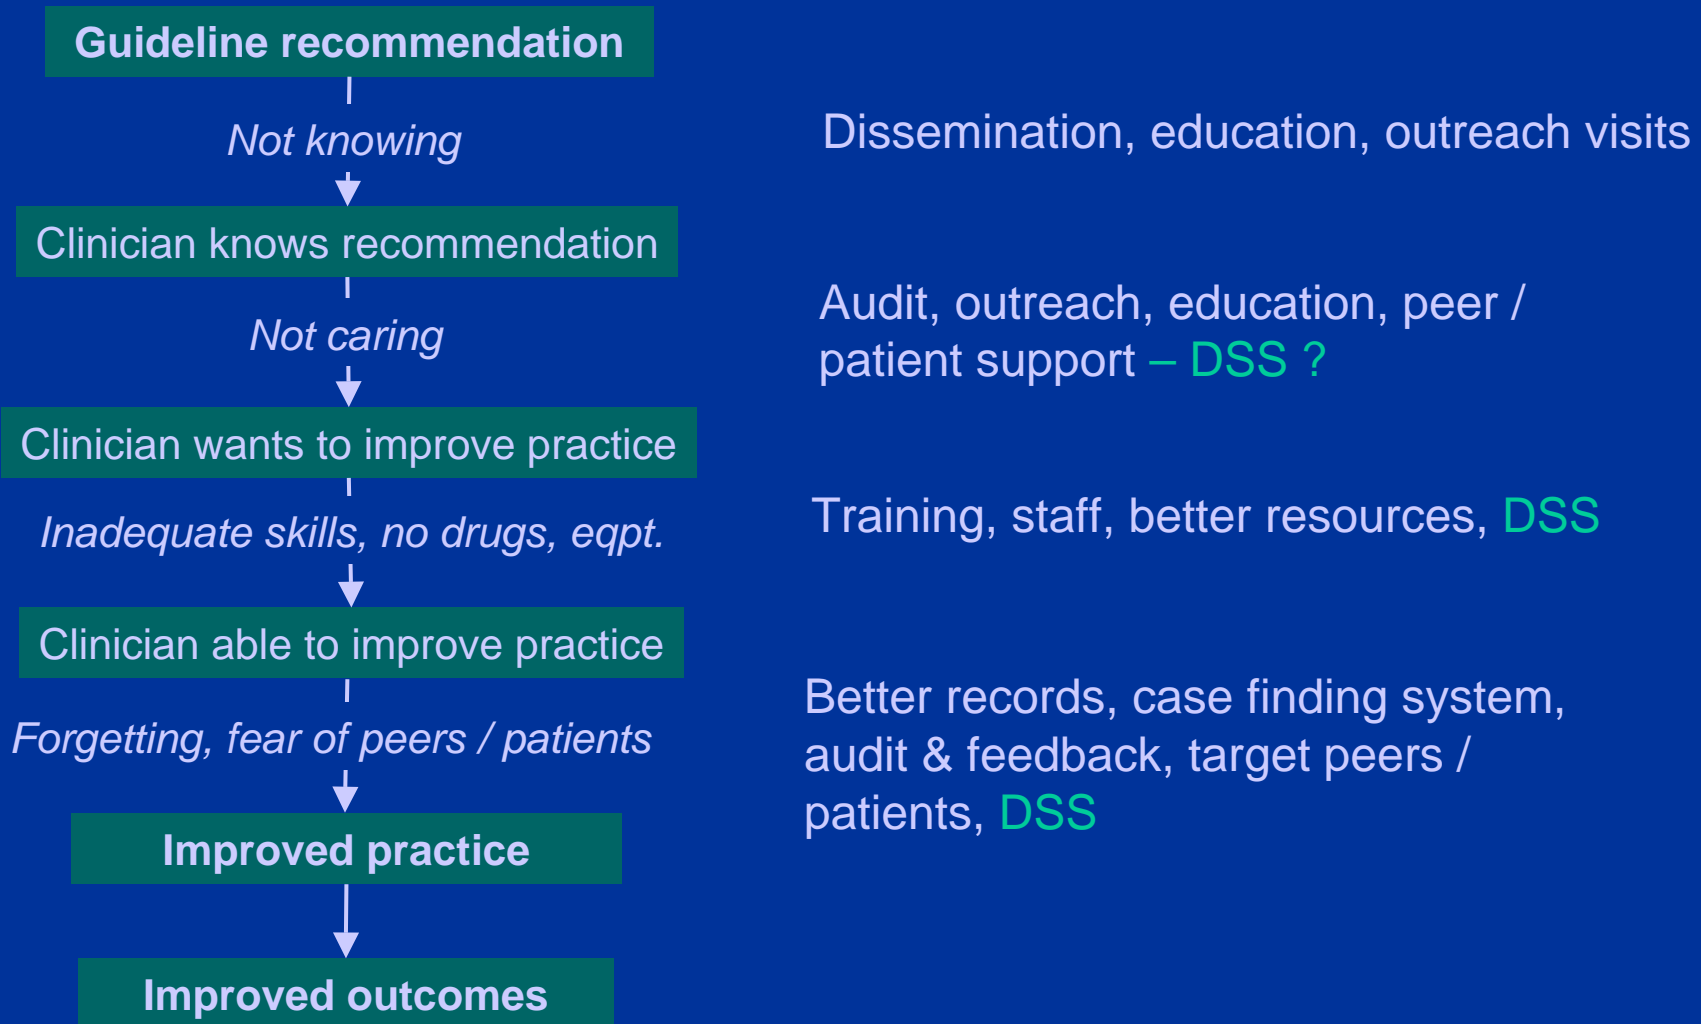 Guideline recommendation
Not knowing
Dissemination, education, outreach visits
Clinician knows recommendation
Not caring
Audit, outreach, education, peer /
patient support – DSS ?
Clinician wants to improve practice
Inadequate skills, no drugs, eqpt.
Training, staff, better resources, DSS
Clinician able to improve practice
Forgetting, fear of peers / patients
Better records, case finding system,
audit & feedback, target peers /
patients, DSS
Improved practice
Improved outcomes